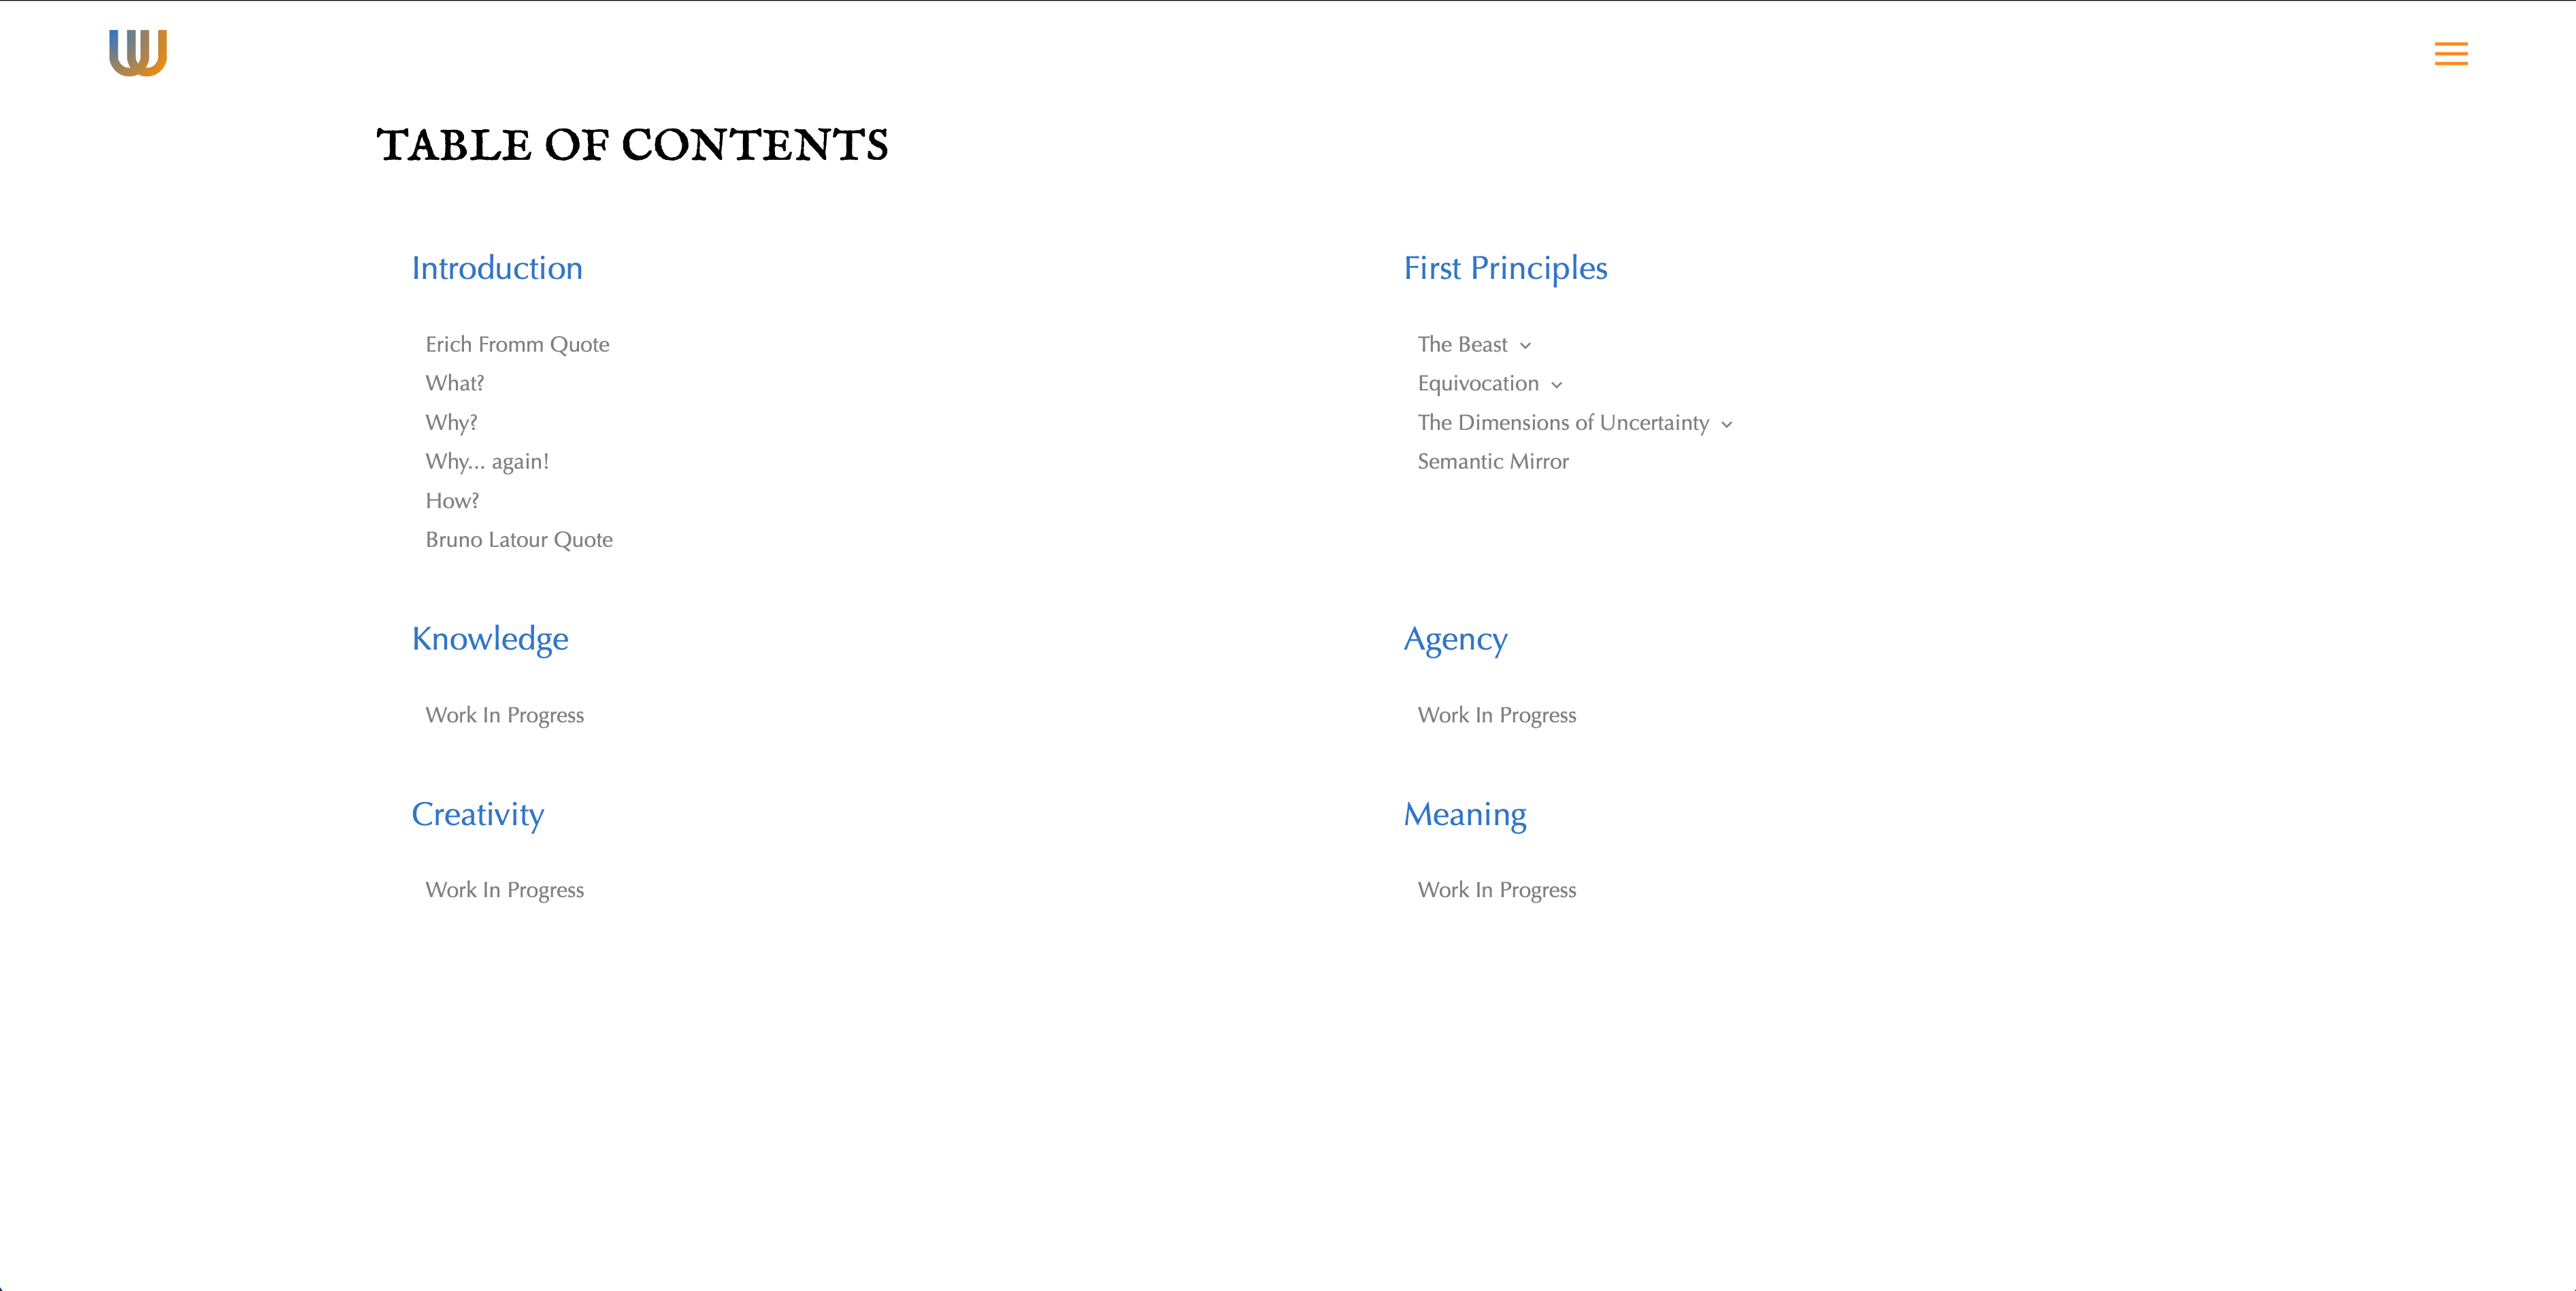 TABLE OF CONTENTS
Introduction
Erich Fromm Quote
What?
Why?
Why... again!
How?
Bruno Latour Quote
First Principles
The Beast
Equivocation
The Dimensions of Uncertainty
Semantic Mirror
Knowledge
Work In Progress
Agency
Work In Progress
Creativity
Work In Progress
Meaning
Work In Progress